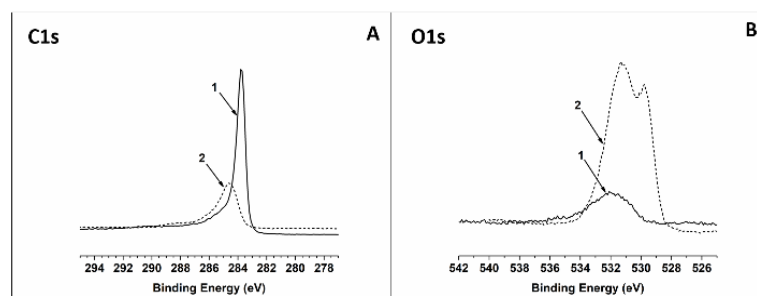 C1s
A
1
2
294 292 290 288 286 284 282 280 278
Binding Energy (eV)
O1s
B
2
1
542 540 538 536 534 532 530 528 526
Binding Energy (eV)